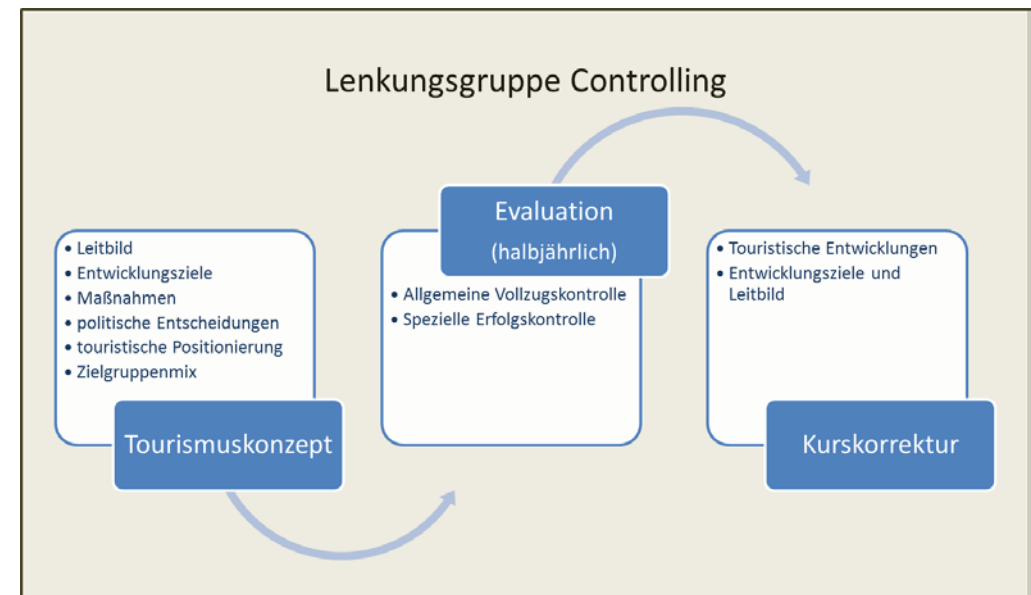 Lenkungsgruppe Controlling
• Leitbild
• Entwicklungsziele
• Maßnahmen
• politische Entscheidungen
• touristische Positionierung
• Zielgruppenmix
Tourismuskonzept
Evaluation
(halbjährlich)
• Allgemeine Vollzugskontrolle
• Spezielle Erfolgskontrolle
• Touristische Entwicklungen
• Entwicklungsziele und
Leitbild
Kurskorrektur